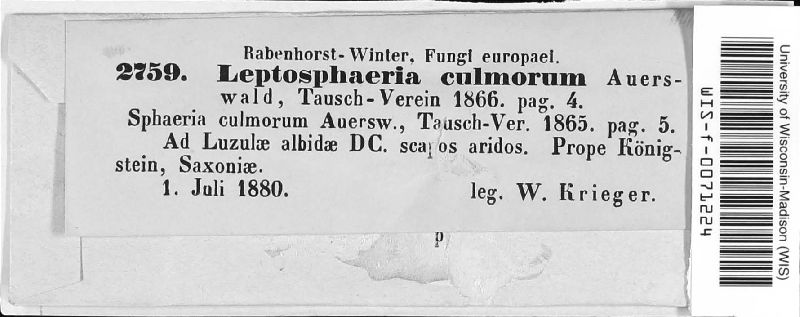 Rabenhorst-Winter, Fungi europaei.
2759. Leptosphaeria culmorum Auers-
wald, Tausch-Verein 1866. pag. 4.
Sphaeria culmorum Auersw., Tausch-Ver. 1865. pag. 5.
Ad Luzulæ albidæ DC. scapos aridos. Prope König-
stein, Saxoniæ.
1. Juli 1880. leg. W. Krieger.
p
University of Wisconsin-Madison (WIS)
WIS-f-0071224